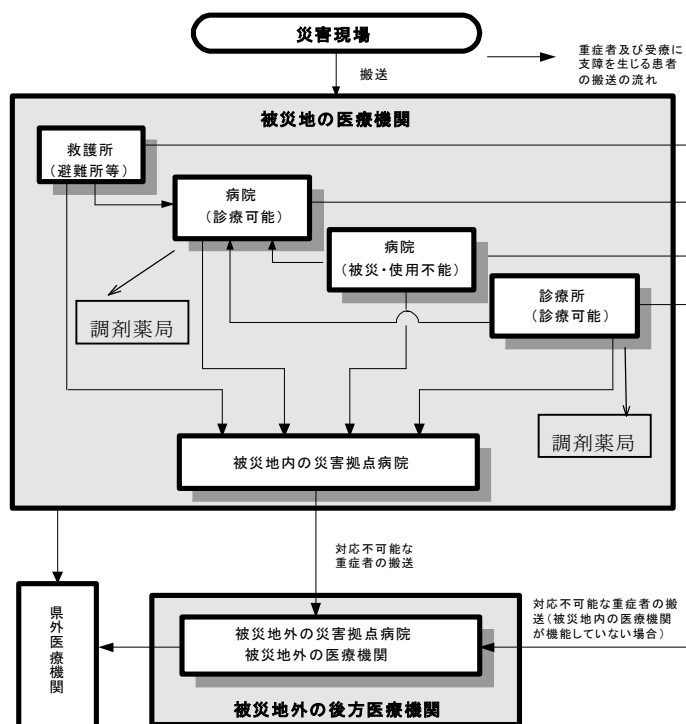 災害現場
搬送
重症者及び受療に
支障を生じる患者
の搬送の流れ
被災地の医療機関
救護所
（避難所等）
病院
（診療可能）
病院
（被災・使用不能）
診療所
（診療可能）
調剤薬局
調剤薬局
被災地内の災害拠点病院
対応不可能な
重症者の搬送
対応不可能な重症者の搬
送（被災地内の医療機関
が機能していない場合）
県外医療機関
被災地外の災害拠点病院
被災地外の医療機関
被災地外の後方医療機関